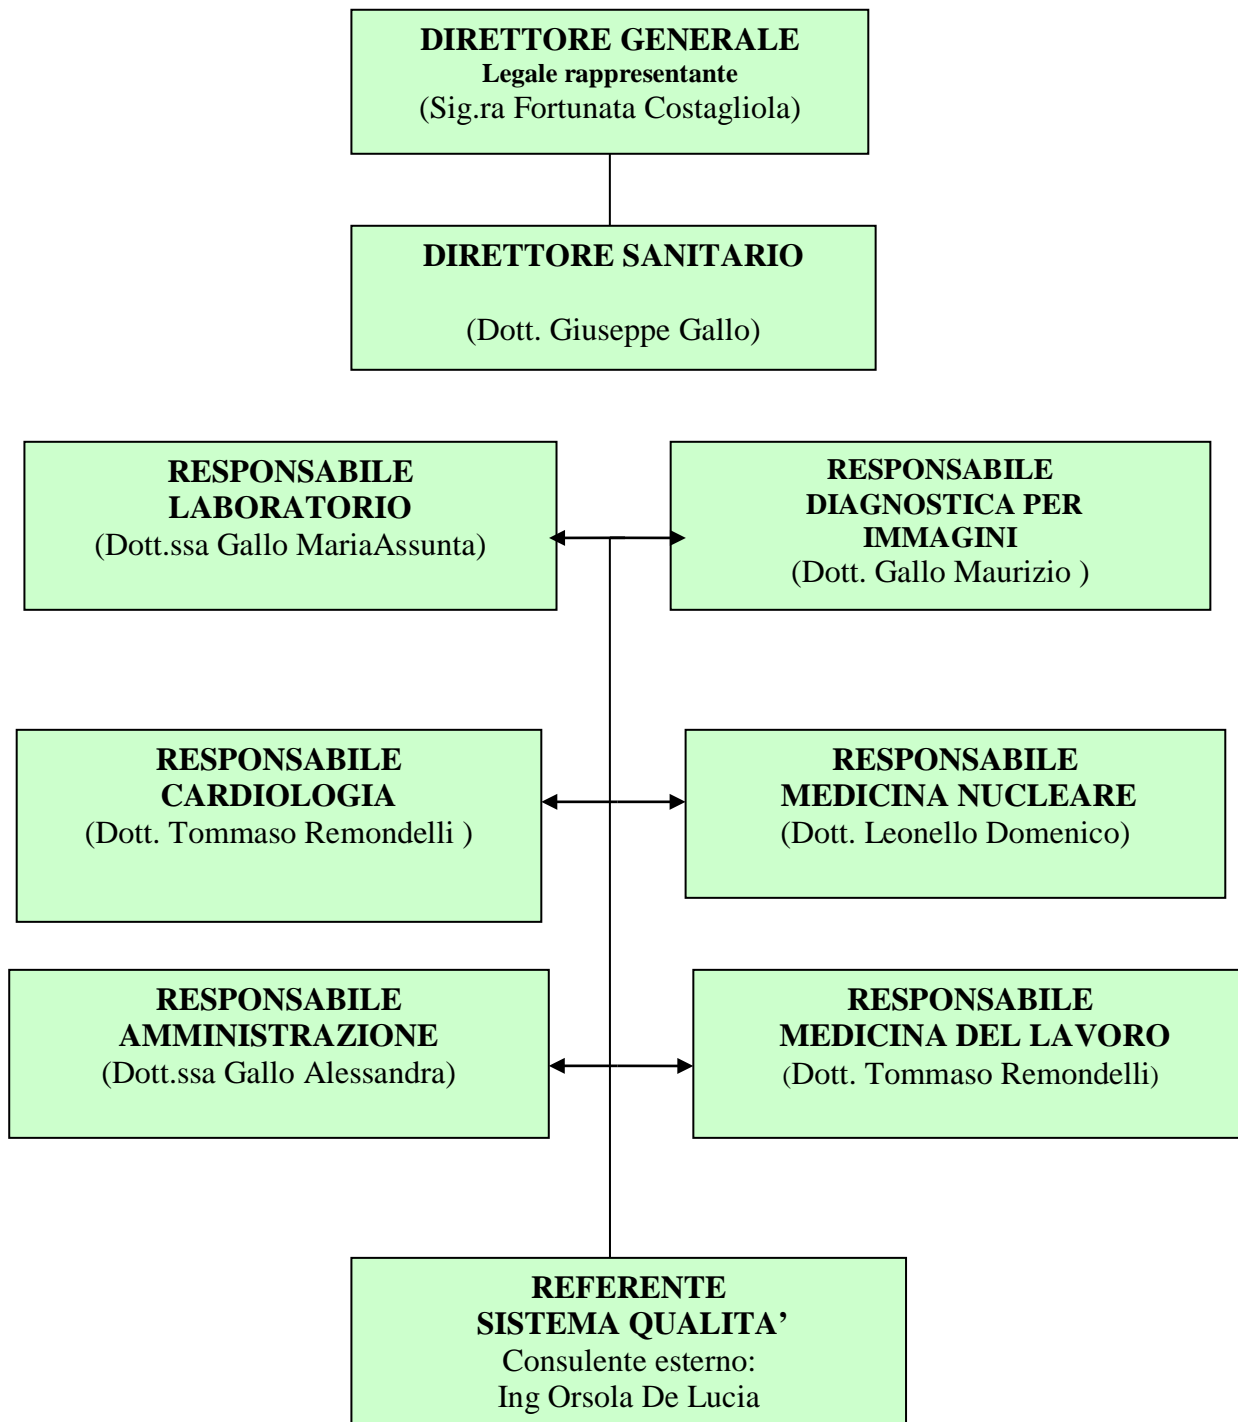 DIRETTORE GENERALE
Legale rappresentante
(Sig.ra Fortunata Costagliola)
DIRETTORE SANITARIO
(Dott. Giuseppe Gallo)
RESPONSABILE
LABORATORIO
(Dott.ssa Gallo MariaAssunta)
RESPONSABILE
DIAGNOSTICA PER
IMMAGINI
(Dott. Gallo Maurizio )
RESPONSABILE
CARDIOLOGIA
(Dott. Tommaso Remondelli )
RESPONSABILE
MEDICINA NUCLEARE
(Dott. Leonello Domenico)
RESPONSABILE
AMMINISTRAZIONE
(Dott.ssa Gallo Alessandra)
RESPONSABILE
MEDICINA DEL LAVORO
(Dott. Tommaso Remondelli)
REFERENTE
SISTEMA QUALITA’
Consulente esterno:
Ing Orsola De Lucia